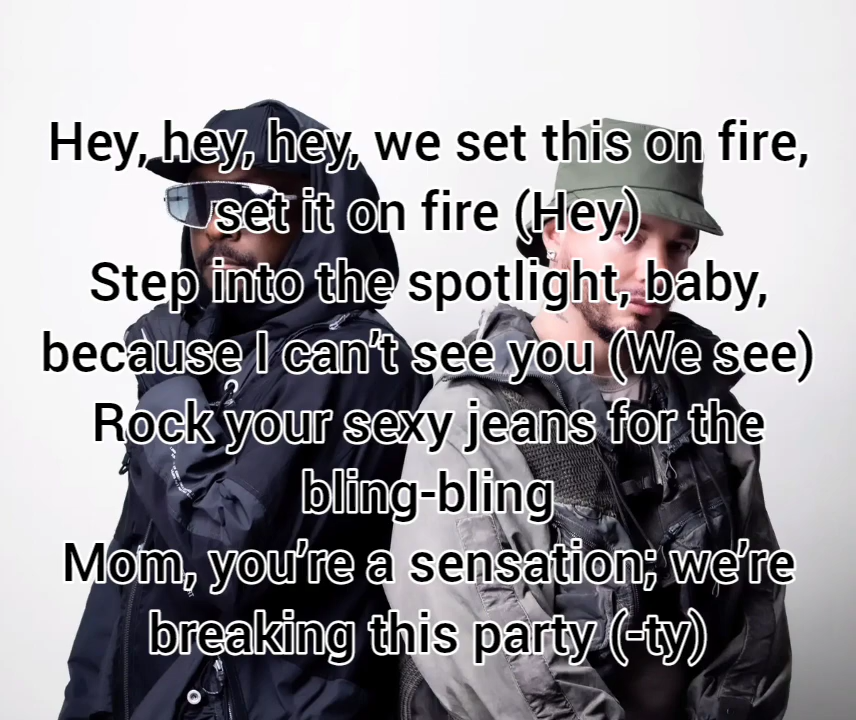 Hey, hey, hey, we set this on fire,
set it on fire (Hey)
Step into the spotlight, baby,
because I can’t see you (We see)
Rock your sexy jeans for the
bling-bling
Mom, you’re a sensation; we’re
breaking this party (-ty)